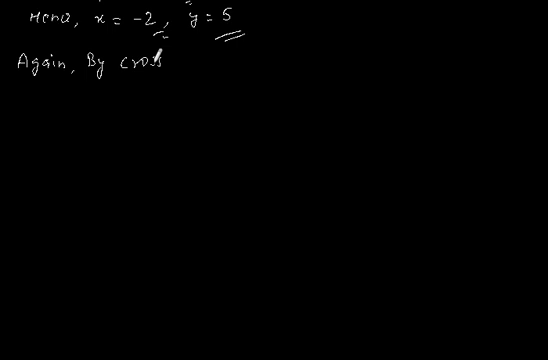 Hence, x = -2, y = 5
Again, By cross